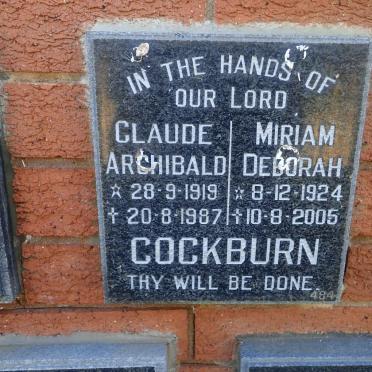 IN THE HANDS OF
OUR LORD
CLAUDE MIRIAM
ARCHIBALD DEBORAH
☆ 28-9-1919 ☆ 8-12-1924
✝ 20-8-1987 ✝ 10-8-2005
COCKBURN
THY WILL BE DONE.
484